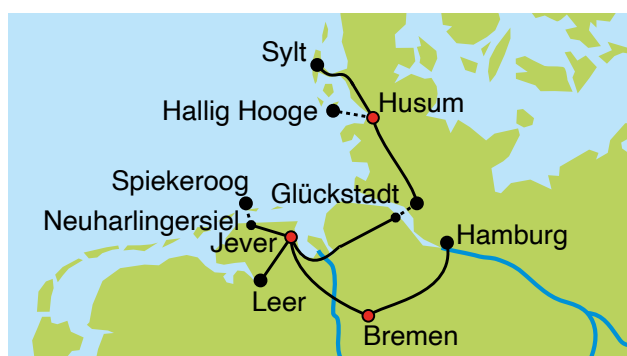 Sylt
Husum
Hallig Hooge
Spiekeroog
Glückstadt
Neuharlingersiel
Jever
Hamburg
Leer
Bremen